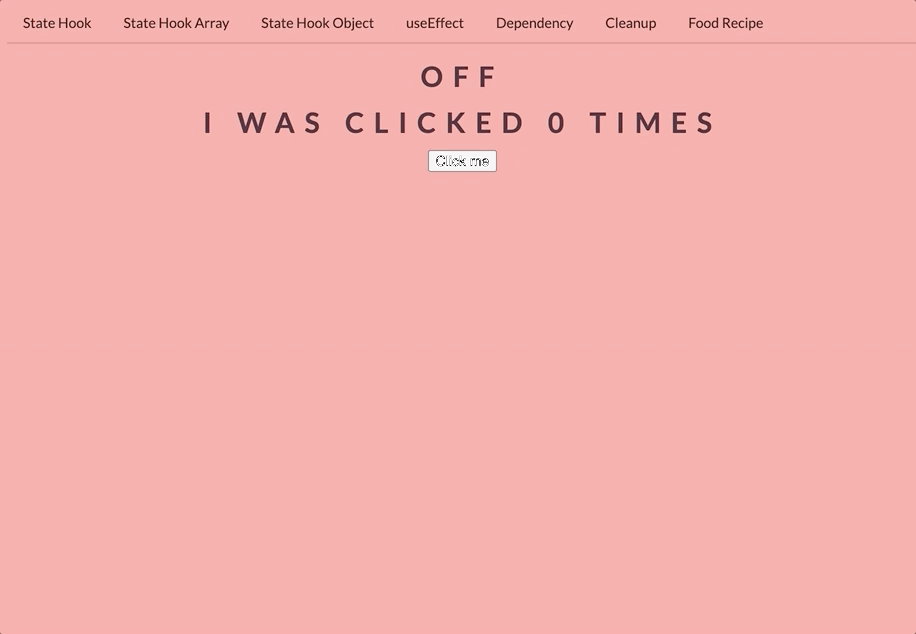 State Hook State Hook Array State Hook Object useEffect Dependency Cleanup Food Recipe
OFF
I WAS CLICKED 0 TIMES
Click me